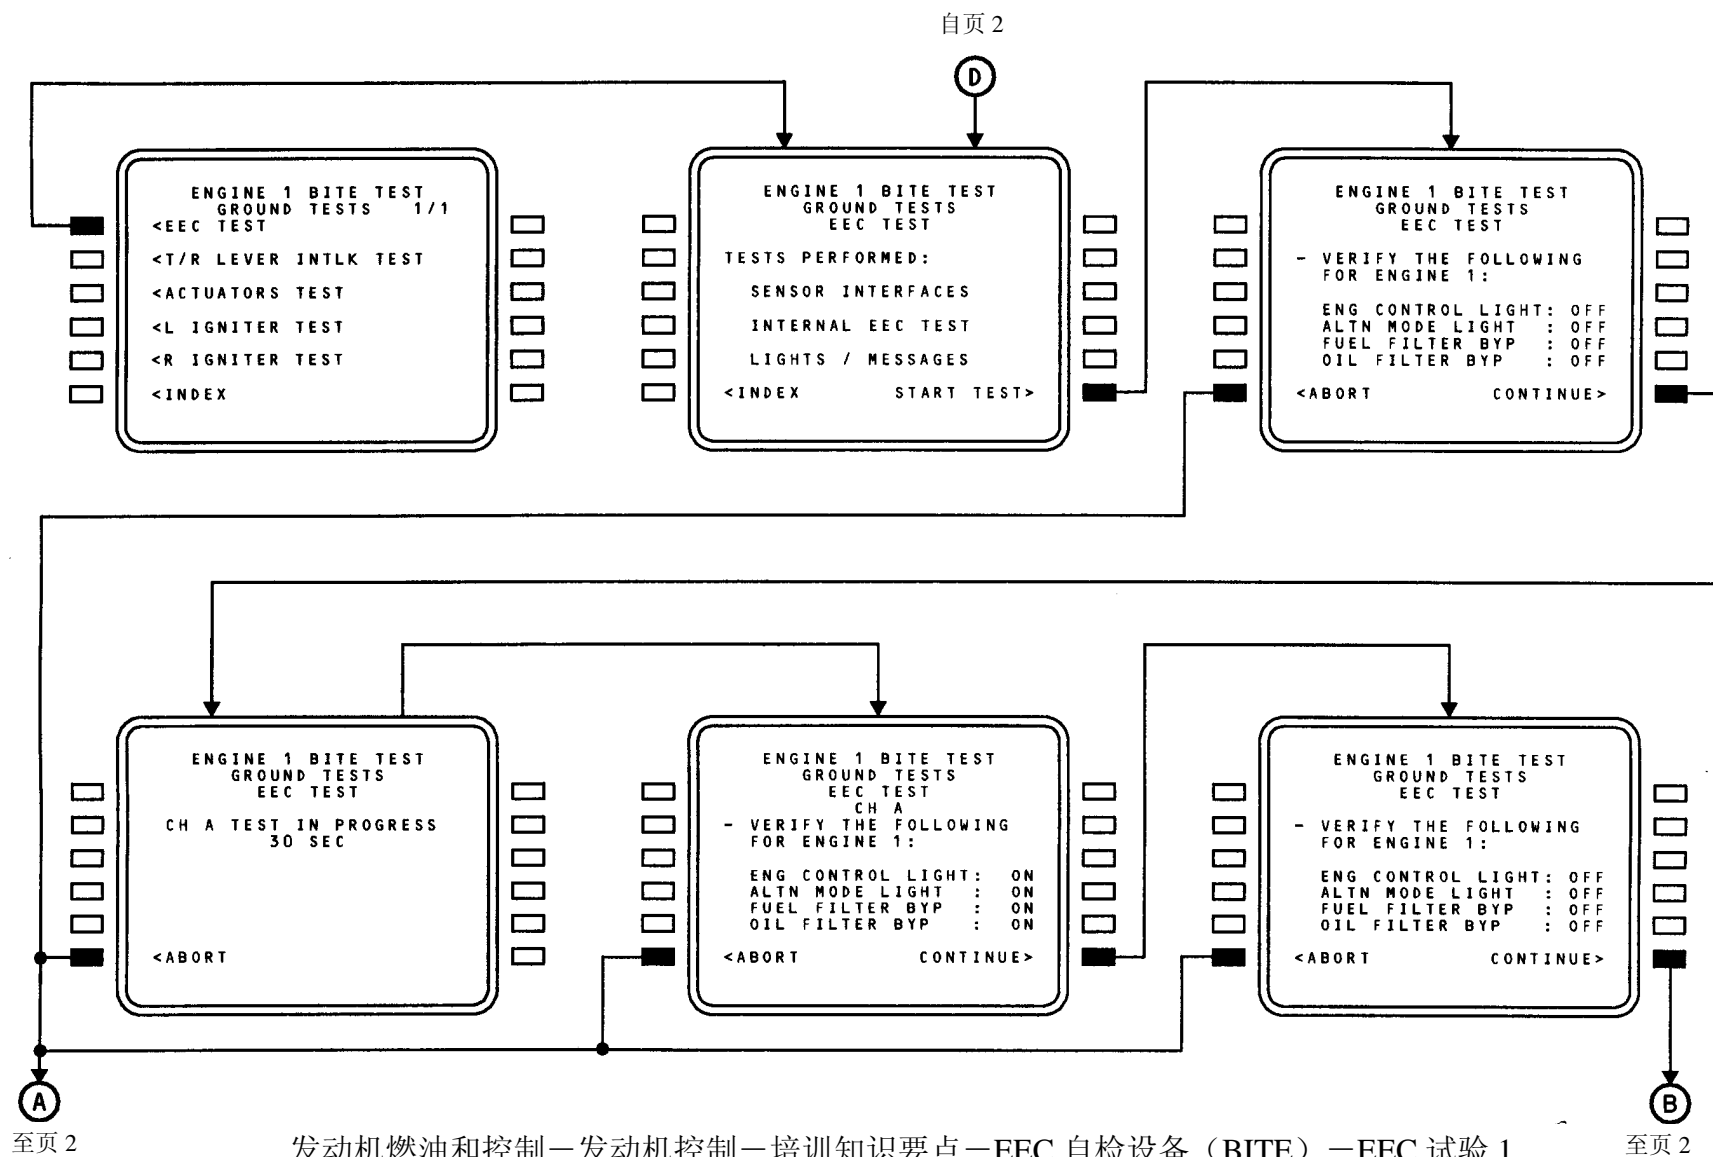 自页 2
D
ENGINE 1 BITE TEST
GROUND TESTS 1/1
<EEC TEST
<T/R LEVER INTLK TEST
<ACTUATORS TEST
<L IGNITER TEST
<R IGNITER TEST
<INDEX
ENGINE 1 BITE TEST
GROUND TESTS
EEC TEST
TESTS PERFORMED:
SENSOR INTERFACES
INTERNAL EEC TEST
LIGHTS / MESSAGES
<INDEX START TEST>
ENGINE 1 BITE TEST
GROUND TESTS
EEC TEST
- VERIFY THE FOLLOWING
FOR ENGINE 1:
ENG CONTROL LIGHT: OFF
ALTN MODE LIGHT : OFF
FUEL FILTER BYP : OFF
OIL FILTER BYP : OFF
<ABORT CONTINUE>
ENGINE 1 BITE TEST
GROUND TESTS
EEC TEST
CH A TEST IN PROGRESS
30 SEC
<ABORT
ENGINE 1 BITE TEST
GROUND TESTS
EEC TEST
CH A
- VERIFY THE FOLLOWING
FOR ENGINE 1:
ENG CONTROL LIGHT: ON
ALTN MODE LIGHT : ON
FUEL FILTER BYP : ON
OIL FILTER BYP : ON
<ABORT CONTINUE>
ENGINE 1 BITE TEST
GROUND TESTS
EEC TEST
- VERIFY THE FOLLOWING
FOR ENGINE 1:
ENG CONTROL LIGHT: OFF
ALTN MODE LIGHT : OFF
FUEL FILTER BYP : OFF
OIL FILTER BYP : OFF
<ABORT CONTINUE>
A
至页 2
B
至页 2
发动机燃油和控制－发动机控制－培训知识要点－EEC 自检设备（BITE）－EEC 试验 1